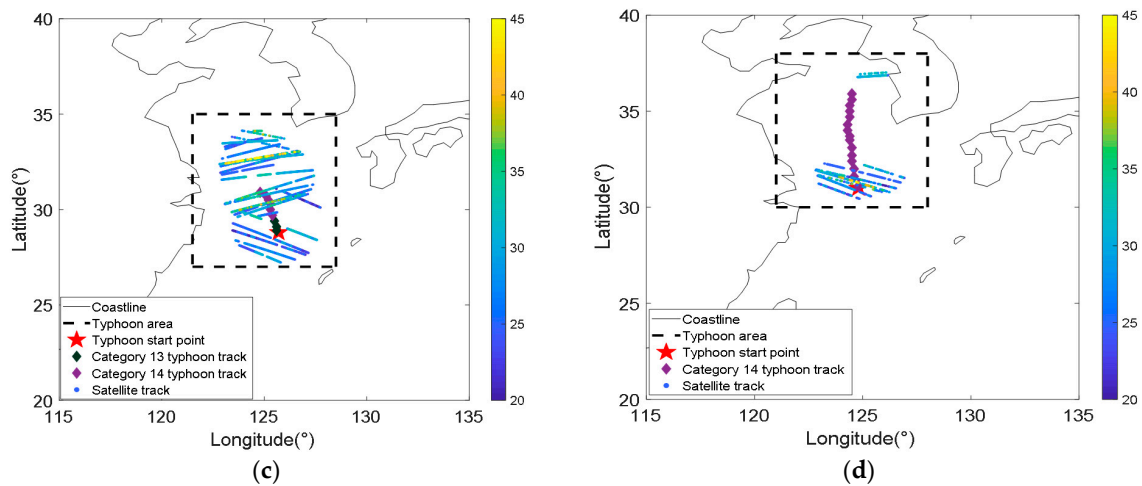 40
35
30
25
20
Latitude(°)
115
120
125
130
135
Longitude(°)
45
40
35
30
25
20
Coastline
Typhoon area
Typhoon start point
Category 13 typhoon track
Category 14 typhoon track
Satellite track
(c)
40
35
30
25
20
Latitude(°)
115
120
125
130
135
Longitude(°)
45
40
35
30
25
20
Coastline
Typhoon area
Typhoon start point
Category 14 typhoon track
Satellite track
(d)